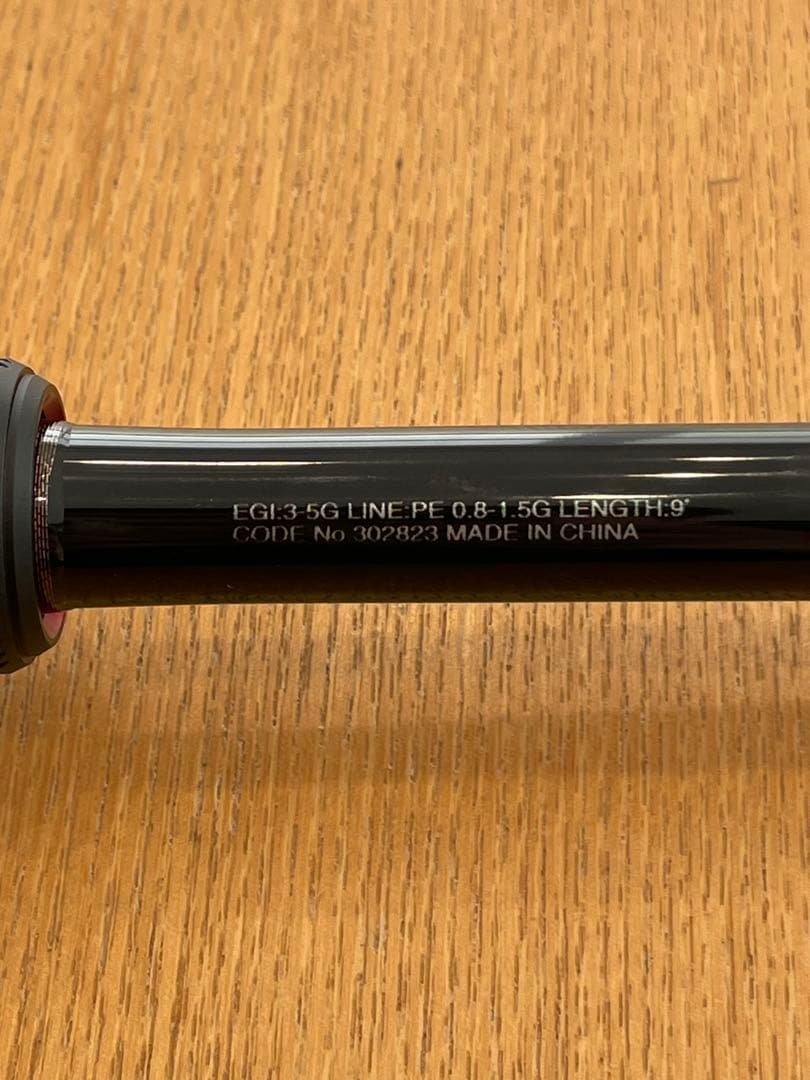 EGI:3-5G LINE:PE 0.8-1.5G LENGTH:9'
CODE No 302823 MADE IN CHINA